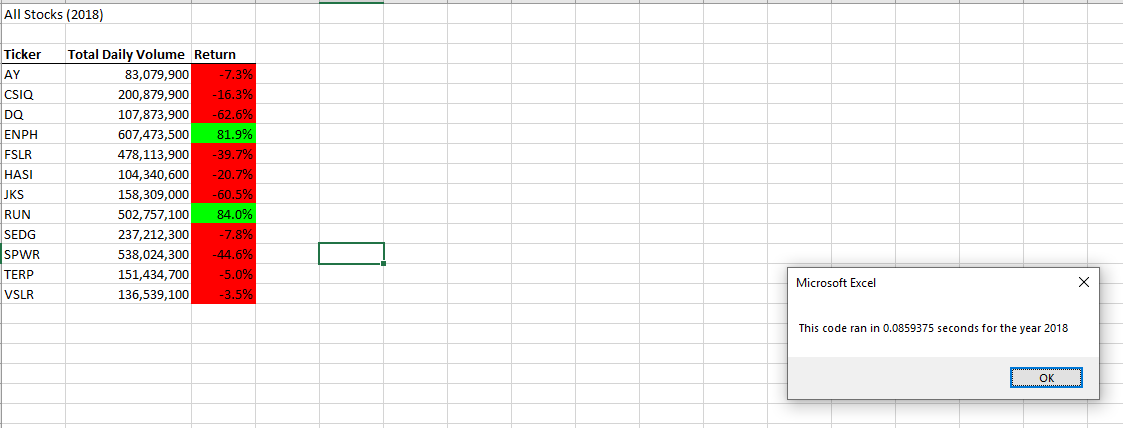 All Stocks (2018)
Ticker Total Daily Volume Return
AY 83,079,900 -7.3%
CSIQ 200,879,900 -16.3%
DQ 107,873,900 -62.6%
ENPH 607,473,500 81.9%
FSLR 478,113,900 -39.7%
HASI 104,340,600 -20.7%
JKS 158,309,000 -60.5%
RUN 502,757,100 84.0%
SEDG 237,212,300 -7.8%
SPWR 538,024,300 -44.6%
TERP 151,434,700 -5.0%
VSLR 136,539,100 -3.5%
Microsoft Excel
This code ran in 0.0859375 seconds for the year 2018
OK